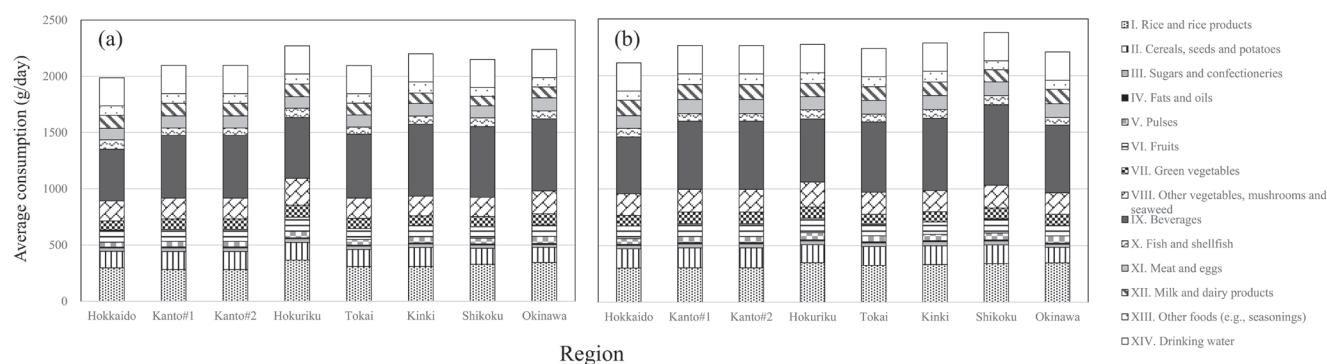 2500
2000
1500
1000
500
0
Average consumption (g/day)
(a)
(b)
Hokkaido Kanto#1 Kanto#2 Hokuriku Tokai Kinki Shikoku Okinawa
Hokkaido Kanto#1 Kanto#2 Hokuriku Tokai Kinki Shikoku Okinawa
Region
I. Rice and rice products
II. Cereals, seeds and potatoes
III. Sugars and confectioneries
IV. Fats and oils
V. Pulses
VI. Fruits
VII. Green vegetables
VIII. Other vegetables, mushrooms and
seaweed
IX. Beverages
X. Fish and shellfish
XI. Meat and eggs
XII. Milk and dairy products
XIII. Other foods (e.g., seasonings)
XIV. Drinking water